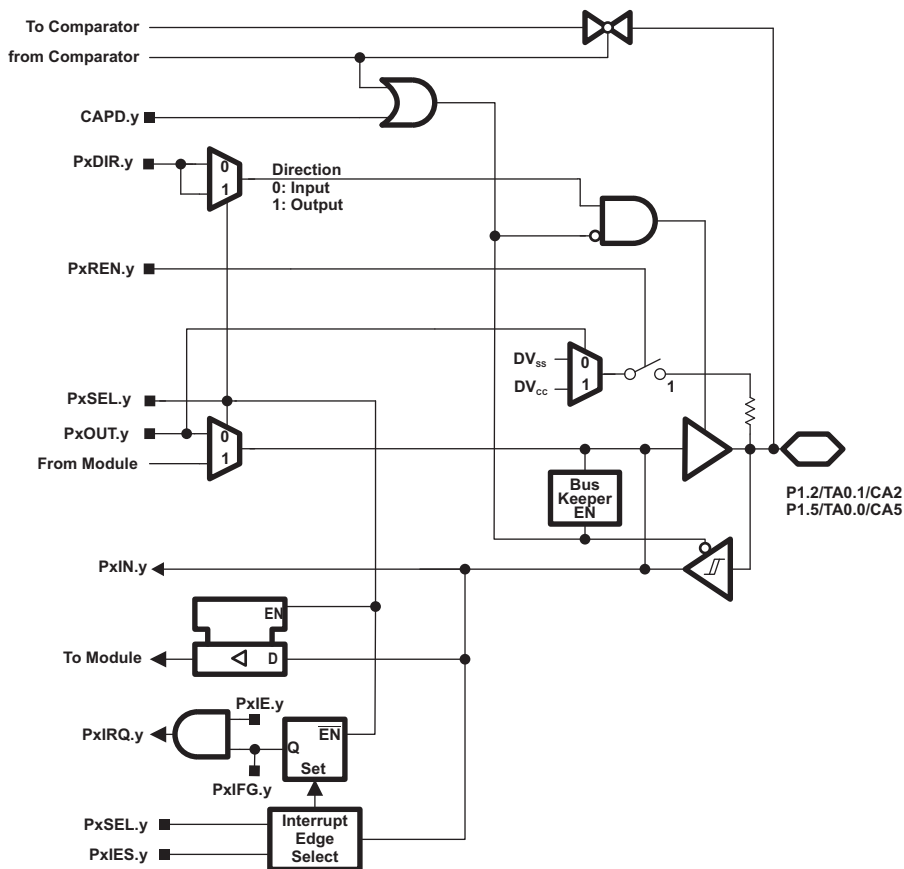 To Comparator
from Comparator
CAPD.y
PxDIR.y
0
1
Direction
0: Input
1: Output
PxREN.y
DVSS
DVCC
0
1
1
PxSEL.y
PxOUT.y
From Module
0
1
Bus
Keeper
EN
P1.2/TA0.1/CA2
P1.5/TA0.0/CA5
PxIN.y
EN
To Module
D
PxIE.y
PxIRQ.y
EN
Q
Set
PxIFG.y
PxSEL.y
PxIES.y
Interrupt
Edge
Select